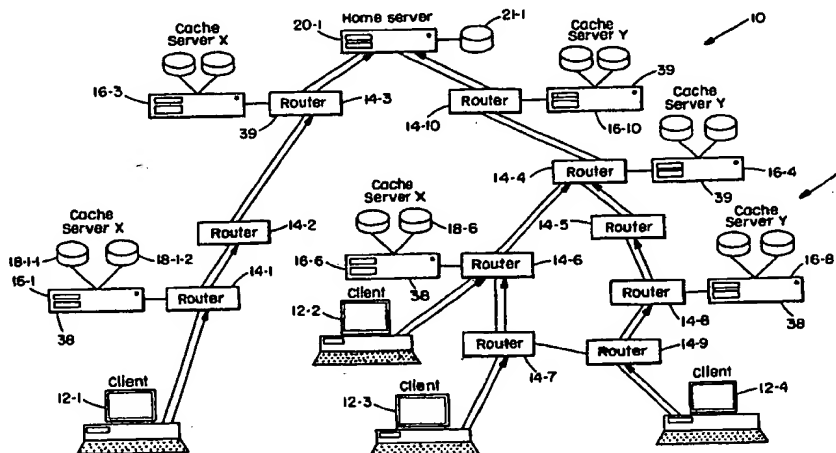 Home server
20-1
21-1
10
Cache
Server X
16-3
Router
39
14-3
Cache
Server Y
39
Router
14-10
16-10
Cache
Server Y
Router
14-4
39
16-4
Cache
Server X
18-1-1
18-1-2
16-1
38
Router
14-2
Router
14-1
Cache
Server X
18-6
16-6
38
Router
14-6
Router
14-5
Cache
Server Y
16-8
Router
14-8
38
Client
12-2
Router
14-7
Router
14-9
Client
12-1
Client
12-3
Client
12-4